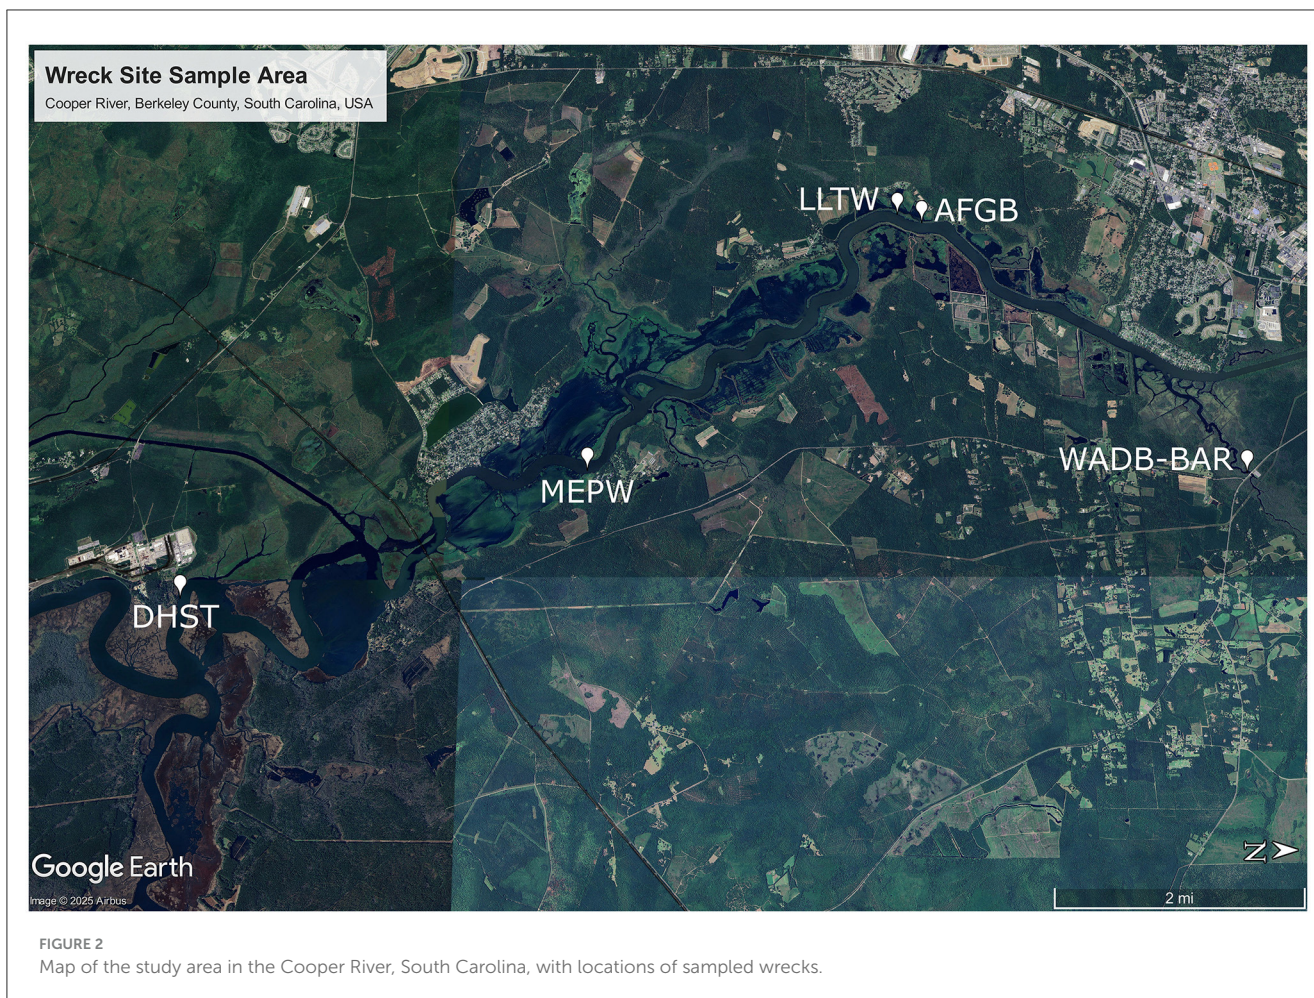 Wreck Site Sample Area
Cooper River, Berkeley County, South Carolina, USA
LLTW
AFGB
WADB-BAR
MEPW
DHST
Google Earth
Image © 2025 Airbus
N
2 mi
FIGURE 2
Map of the study area in the Cooper River, South Carolina, with locations of sampled wrecks.